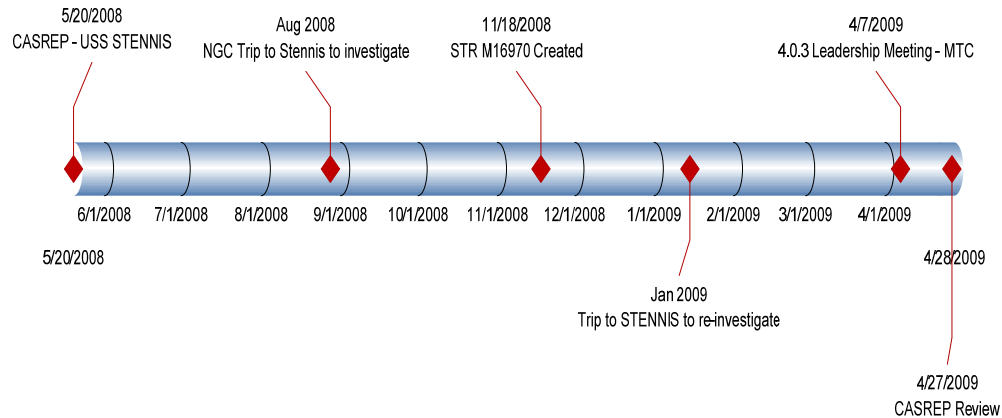 5/20/2008
CASREP - USS STENNIS
Aug 2008
NGC Trip to Stennis to investigate
11/18/2008
STR M16970 Created
4/7/2009
4.0.3 Leadership Meeting - MTC
6/1/2008
7/1/2008
8/1/2008
9/1/2008
10/1/2008
11/1/2008
12/1/2008
1/1/2009
2/1/2009
3/1/2009
4/1/2009
5/20/2008
4/28/2009
Jan 2009
Trip to STENNIS to re-investigate
4/27/2009
CASREP Review